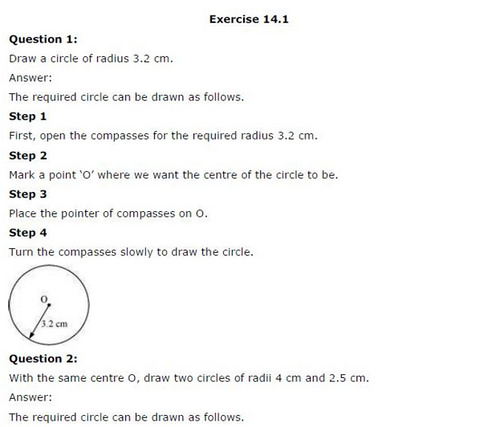 Exercise 14.1
Question 1:
Draw a circle of radius 3.2 cm.
Answer:
The required circle can be drawn as follows.
Step 1
First, open the compasses for the required radius 3.2 cm.
Step 2
Mark a point ‘O’ where we want the centre of the circle to be.
Step 3
Place the pointer of compasses on O.
Step 4
Turn the compasses slowly to draw the circle.
O
3.2 cm
Question 2:
With the same centre O, draw two circles of radii 4 cm and 2.5 cm.
Answer:
The required circle can be drawn as follows.